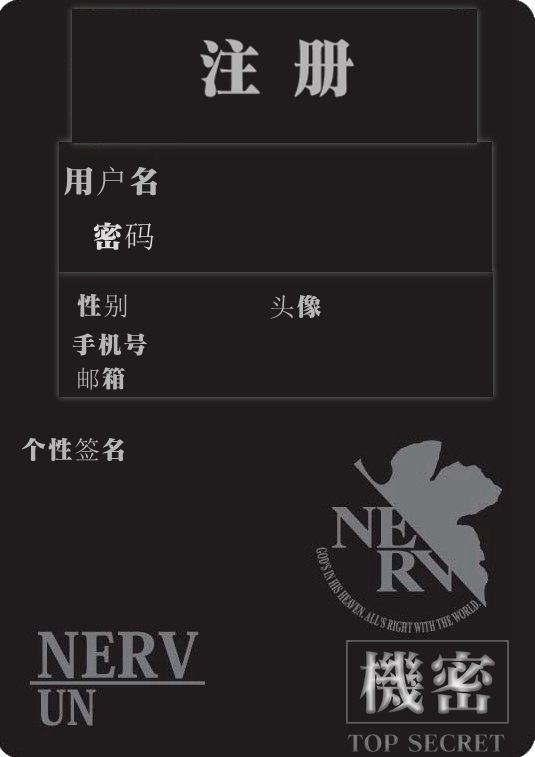 注 册
用户名
密码
性别 头像
手机号
邮箱
个性签名
NERV
GOD'S IN HIS HEAVEN. ALL'S RIGHT WITH THE WORLD.
NERV
UN
機密
TOP SECRET